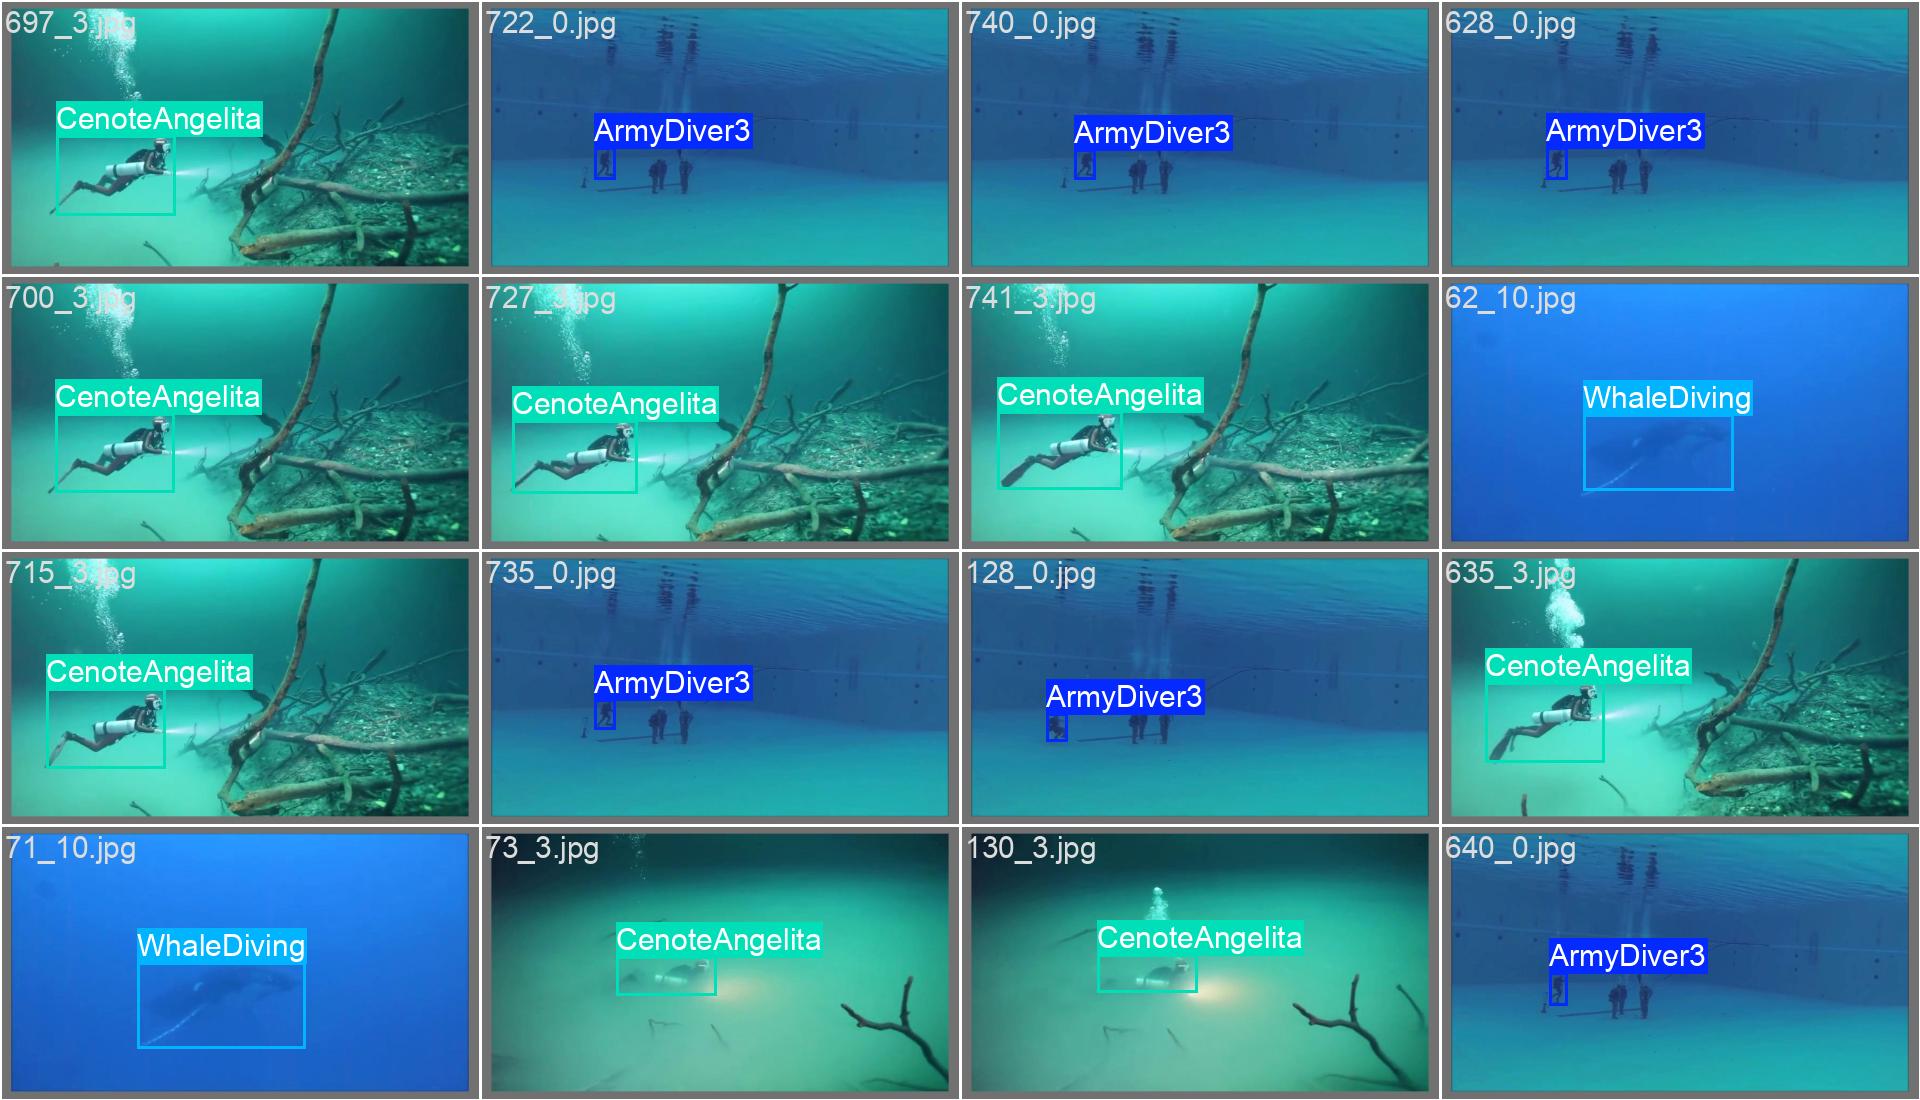 697_3.jpg
CenoteAngelita
722_0.jpg
ArmyDiver3
740_0.jpg
ArmyDiver3
628_0.jpg
ArmyDiver3
700_3.jpg
CenoteAngelita
727_3.jpg
CenoteAngelita
741_3.jpg
CenoteAngelita
62_10.jpg
WhaleDiving
715_3.jpg
CenoteAngelita
735_0.jpg
ArmyDiver3
128_0.jpg
ArmyDiver3
635_3.jpg
CenoteAngelita
71_10.jpg
WhaleDiving
73_3.jpg
CenoteAngelita
130_3.jpg
CenoteAngelita
640_0.jpg
ArmyDiver3